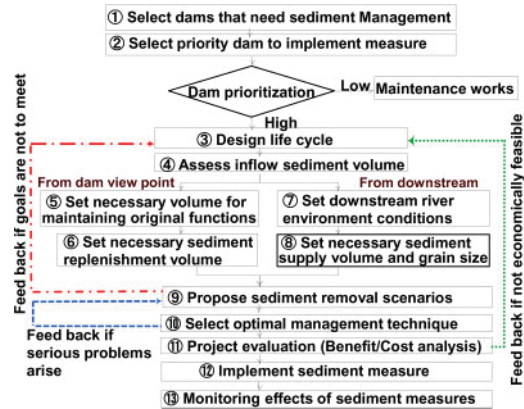 ① Select dams that need sediment Management
② Select priority dam to implement measure
Dam prioritization
Low
Maintenance works
High
③ Design life cycle
④ Assess inflow sediment volume
From dam view point
From downstream
⑤ Set necessary volume for
maintaining original functions
⑦ Set downstream river
environment conditions
⑥ Set necessary sediment
replenishment volume
⑧ Set necessary sediment
supply volume and grain size
⑨ Propose sediment removal scenarios
⑩ Select optimal management technique
⑪ Project evaluation (Benefit/Cost analysis)
⑫ Implement sediment measure
⑬ Monitoring effects of sediment measures
Feed back if goals are not to meet
Feed back if
serious problems
arise
Feed back if not economically feasible